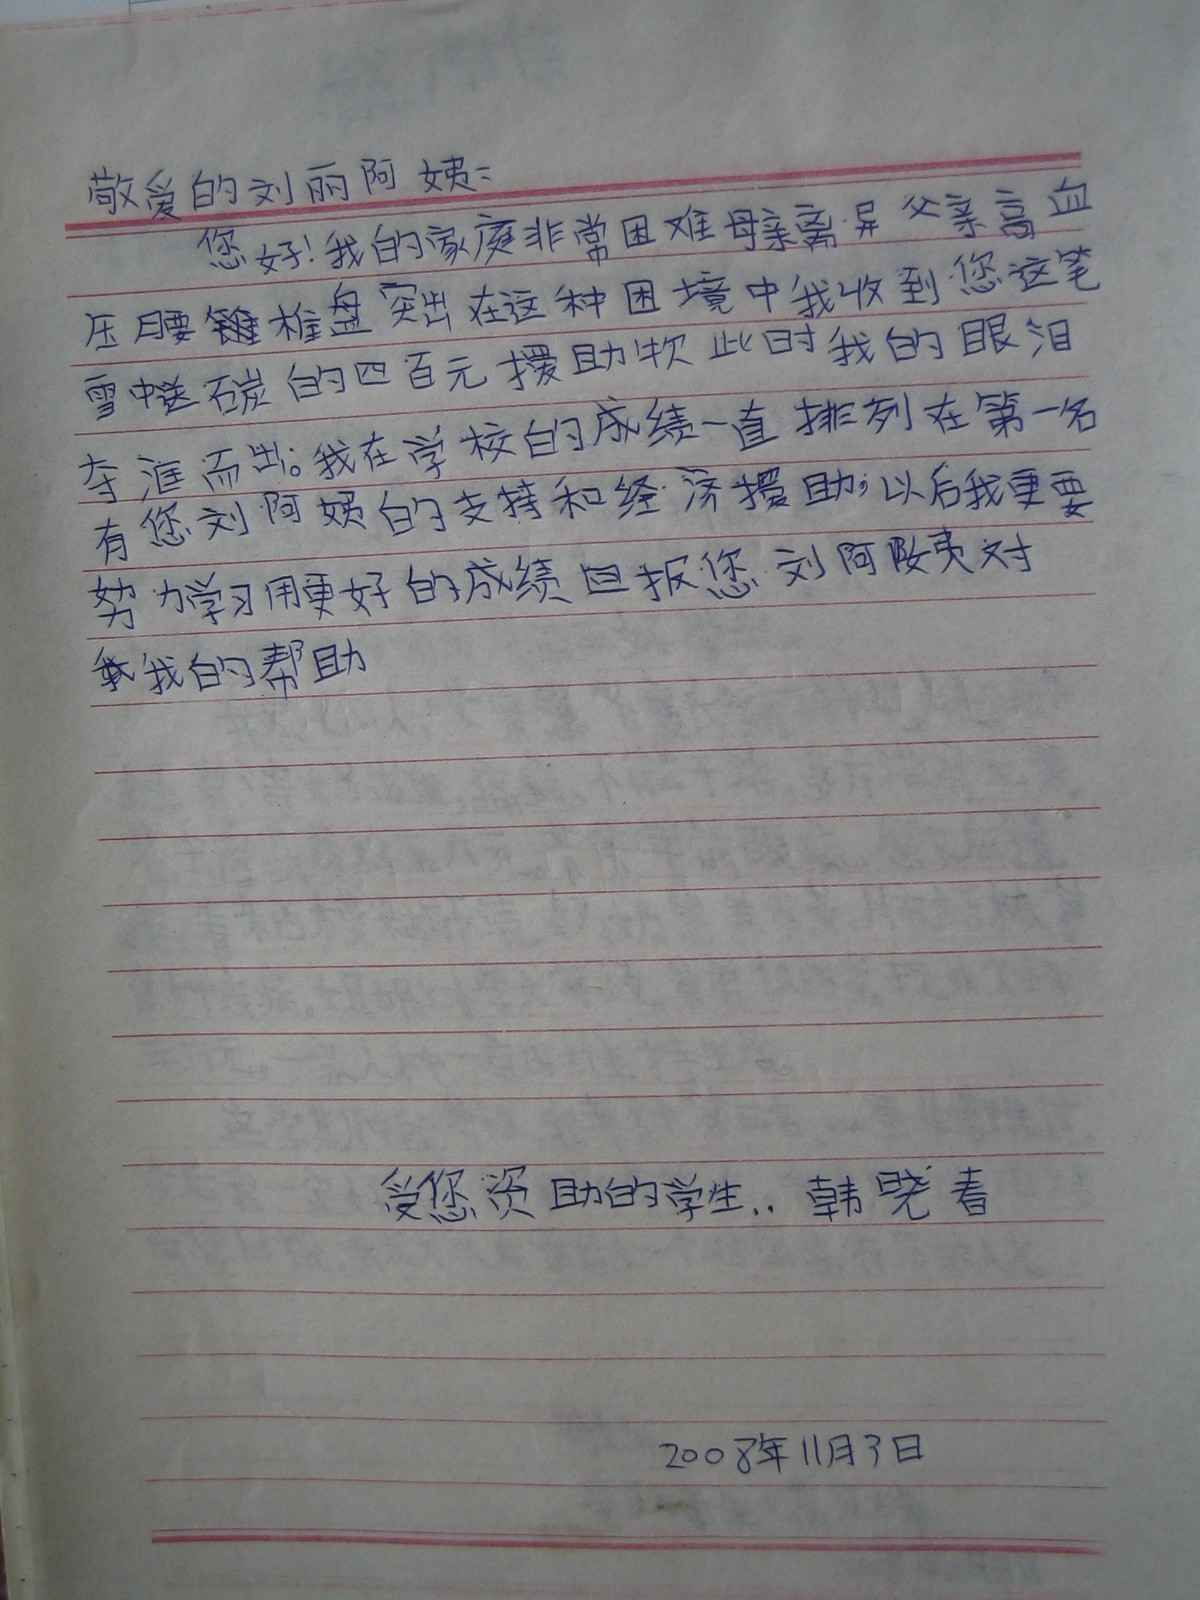 敬爱的刘丽阿姨:
您好!我的家庭非常困难母亲离异父亲高血
压腰椎盘突出在这种困境中我收到您这笔
雪中送碳的四百元援助款此时我的眼泪
夺涯而出。我在学校的成绩一直排列在第一名
有您刘阿姨的支持和经济援助,以后我更要
努力学习用更好的成绩回报您刘阿姨对
我的帮助
受您资助的学生..韩晓春
2008年11月3日